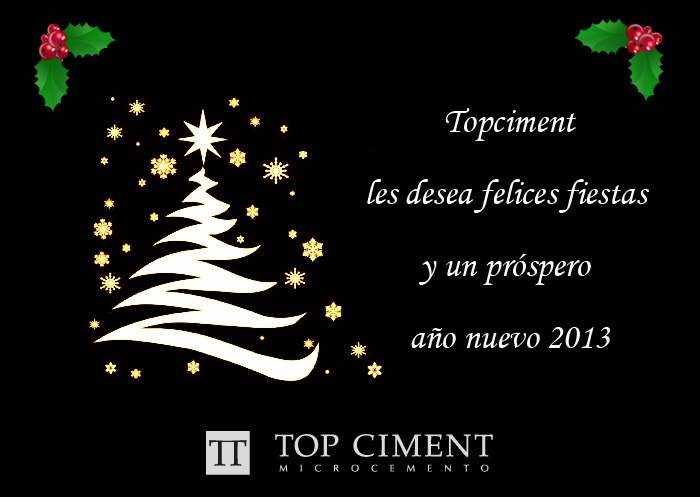 Topciment
les desea felices fiestas
y un próspero
año nuevo 2013
TT TOP CIMENT
MICROCEMENTO